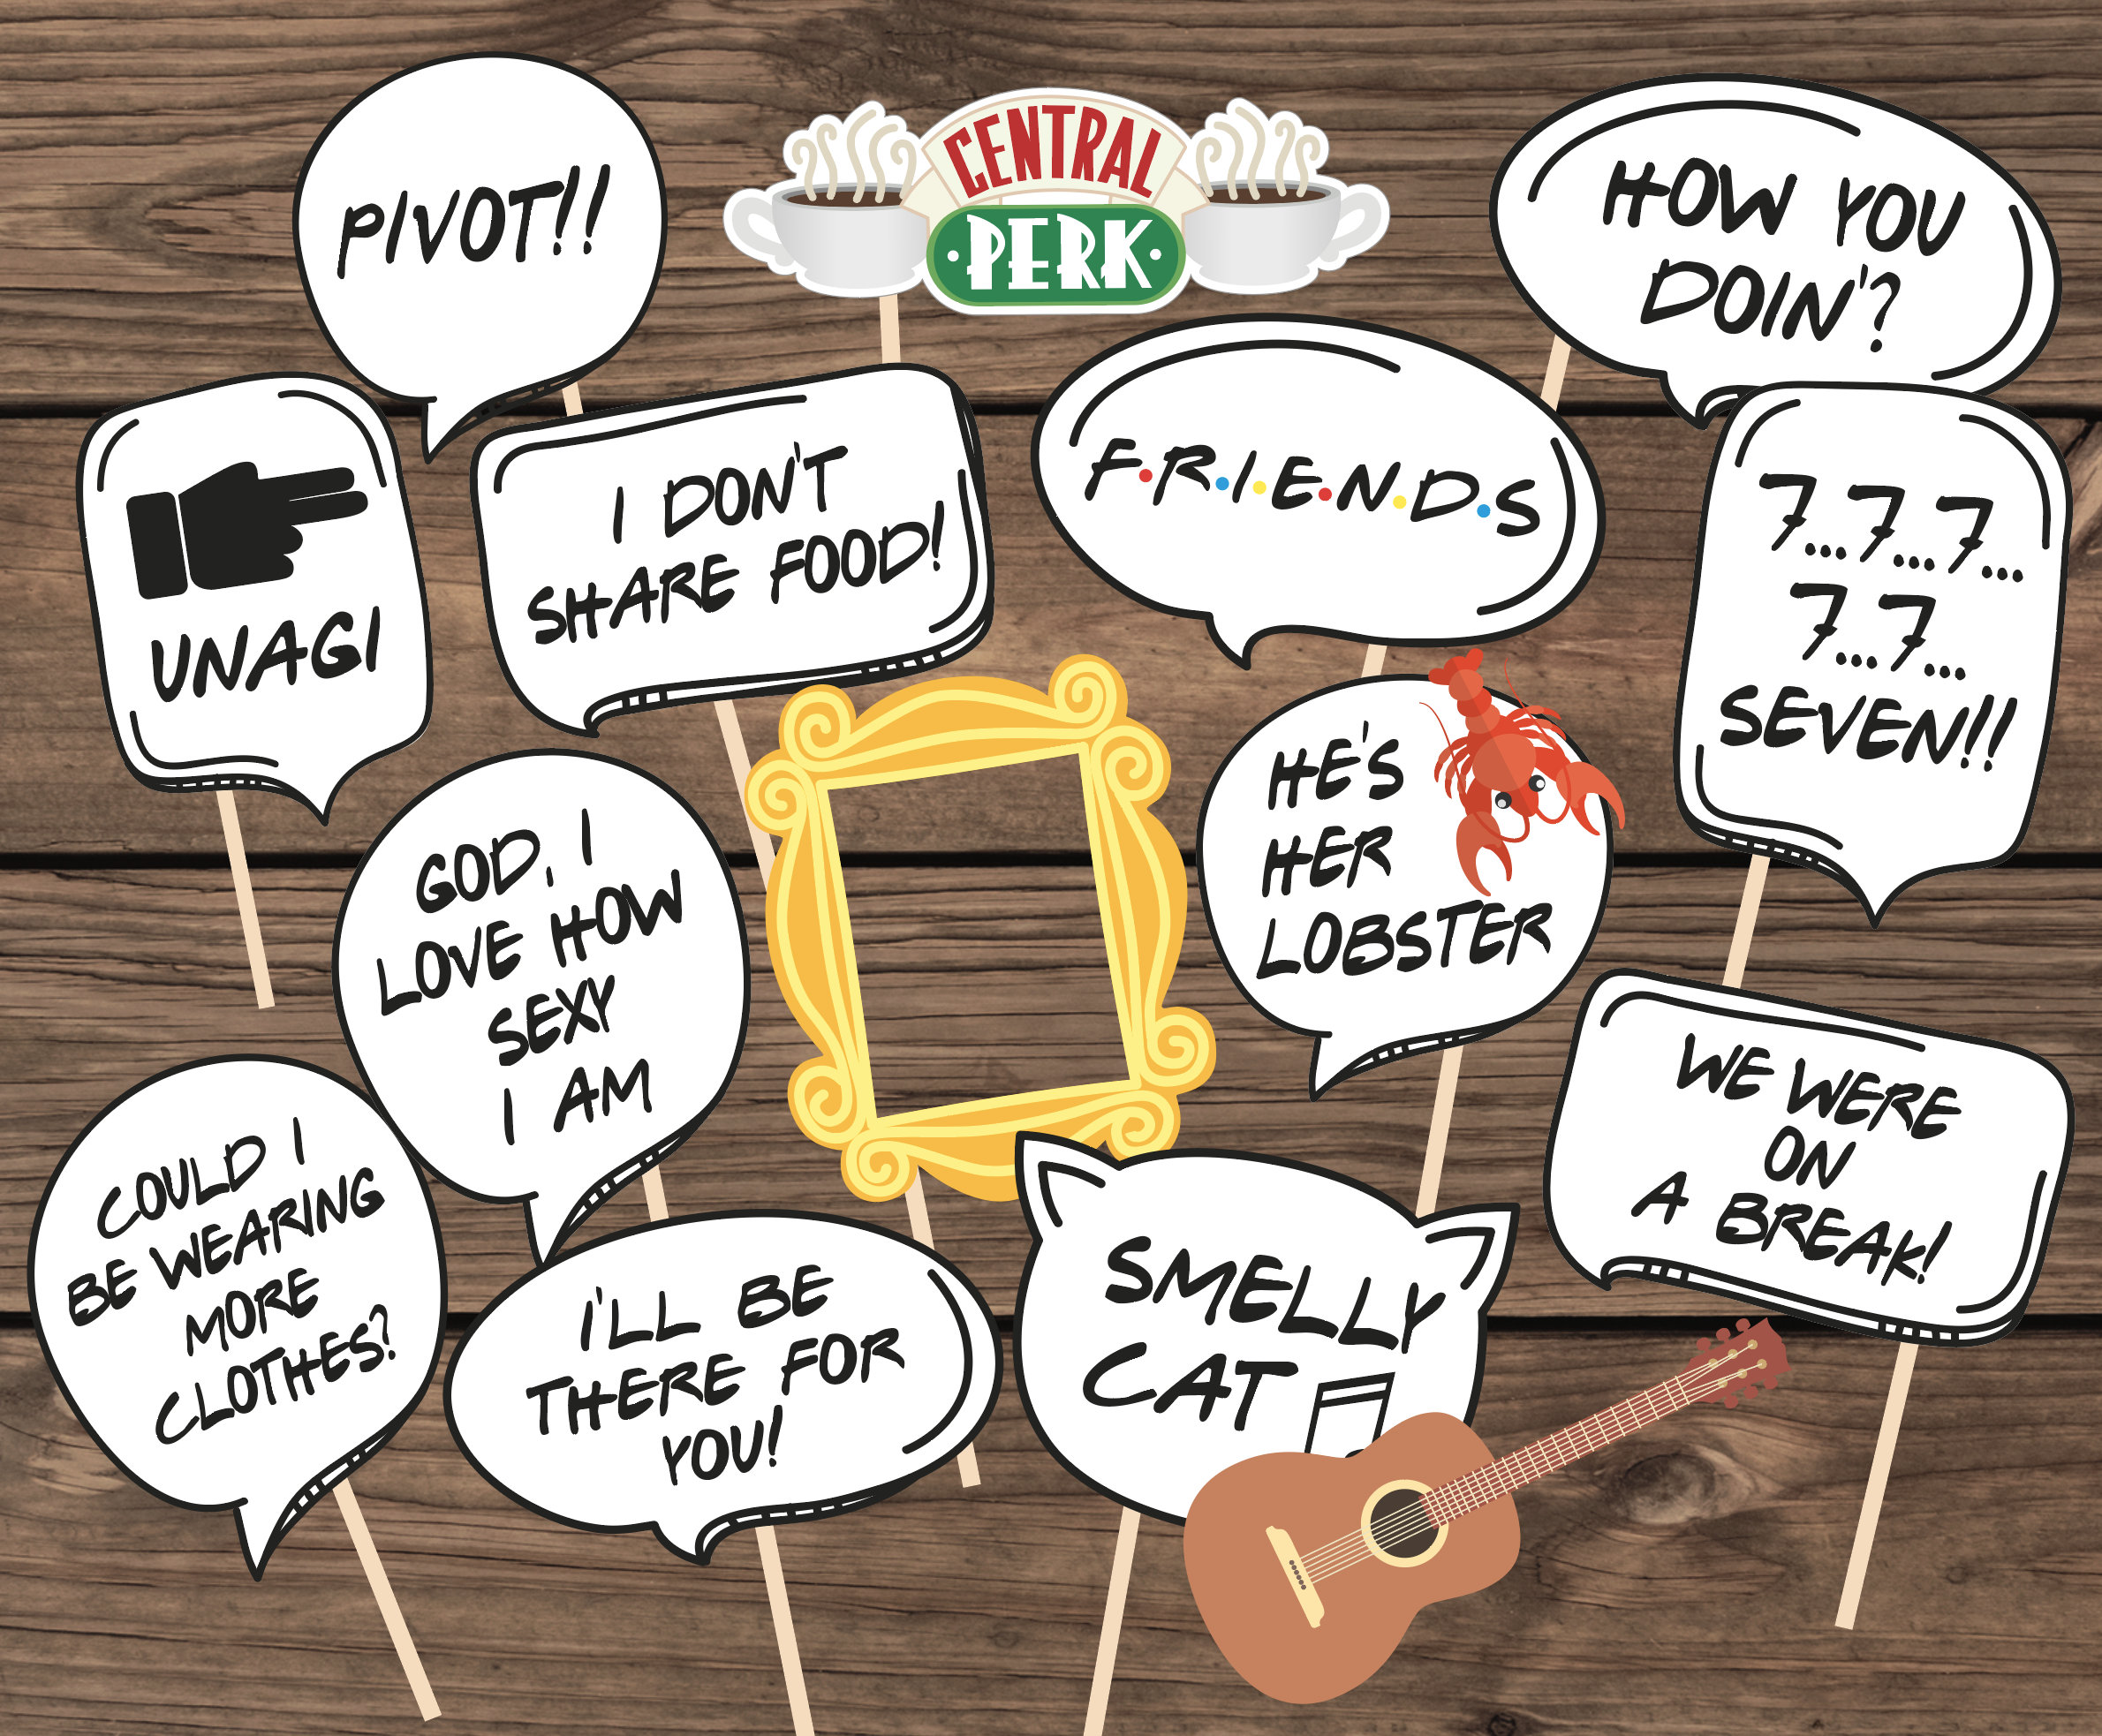 PIVOT!!
CENTRAL
PERK
HOW YOU
DOIN'?
UNAGI
I DON'T
SHARE FOOD!
F.R.I.E.N.D.S
7...7...7...
7...7...
SEVEN!!
GOD, I
LOVE HOW
SEXY
I AM
HE'S
HER
LOBSTER
WE WERE
ON
A BREAK!
COULD I
BE WEARING
MORE
CLOTHES?
I'LL BE
THERE FOR
YOU!
SMELLY
CAT